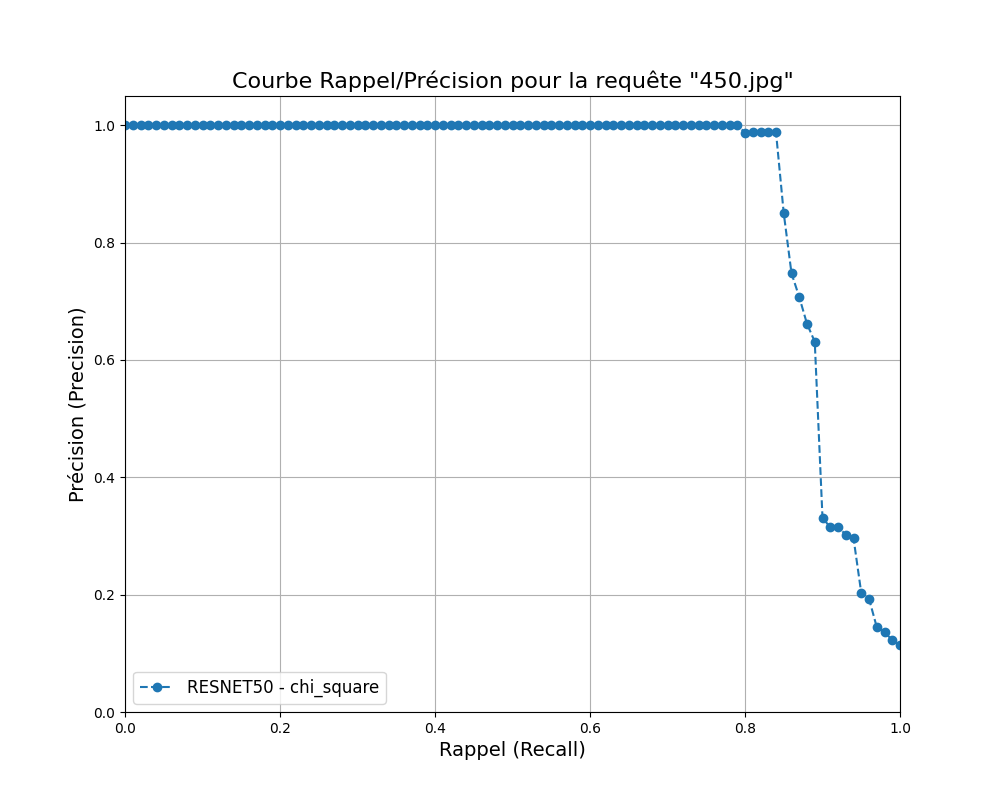 Courbe Rappel/Précision pour la requête "450.jpg"
1.0
0.8
0.6
0.4
0.2
0.0
Précision (Precision)
RESNET50 - chi_square
0.0 0.2 0.4 0.6 0.8 1.0
Rappel (Recall)